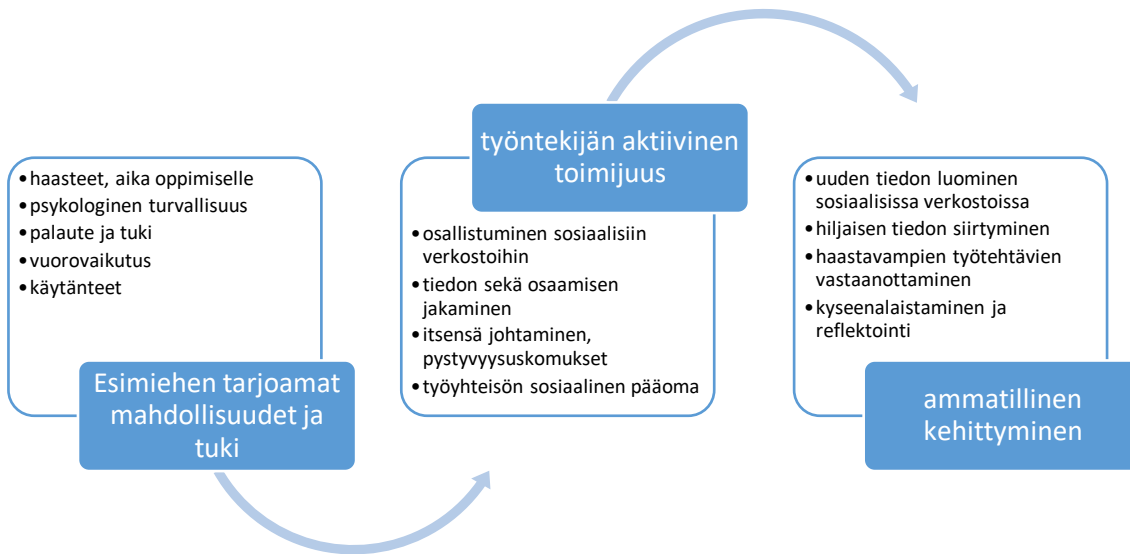 •haasteet, aika oppimiselle
•psykologinen turvallisuus
•palaute ja tuki
•vuorovaikutus
•käytänteet
Esimiehen tarjoamat
mahdollisuudet ja
tuki
työntekijän aktiivinen
toimijuus
•osallistuminen sosiaalisiin
verkostoihin
•tiedon sekä osaamisen
jakaminen
•itsensä johtaminen,
pystyvyysuskomukset
•työyhteisön sosiaalinen pääoma
•uuden tiedon luominen
sosiaalisissa verkostoissa
•hiljaisen tiedon siirtyminen
•haastavampien työtehtävien
vastaanottaminen
•kyseenalaistaminen ja
reflektointi
ammatillinen
kehittyminen